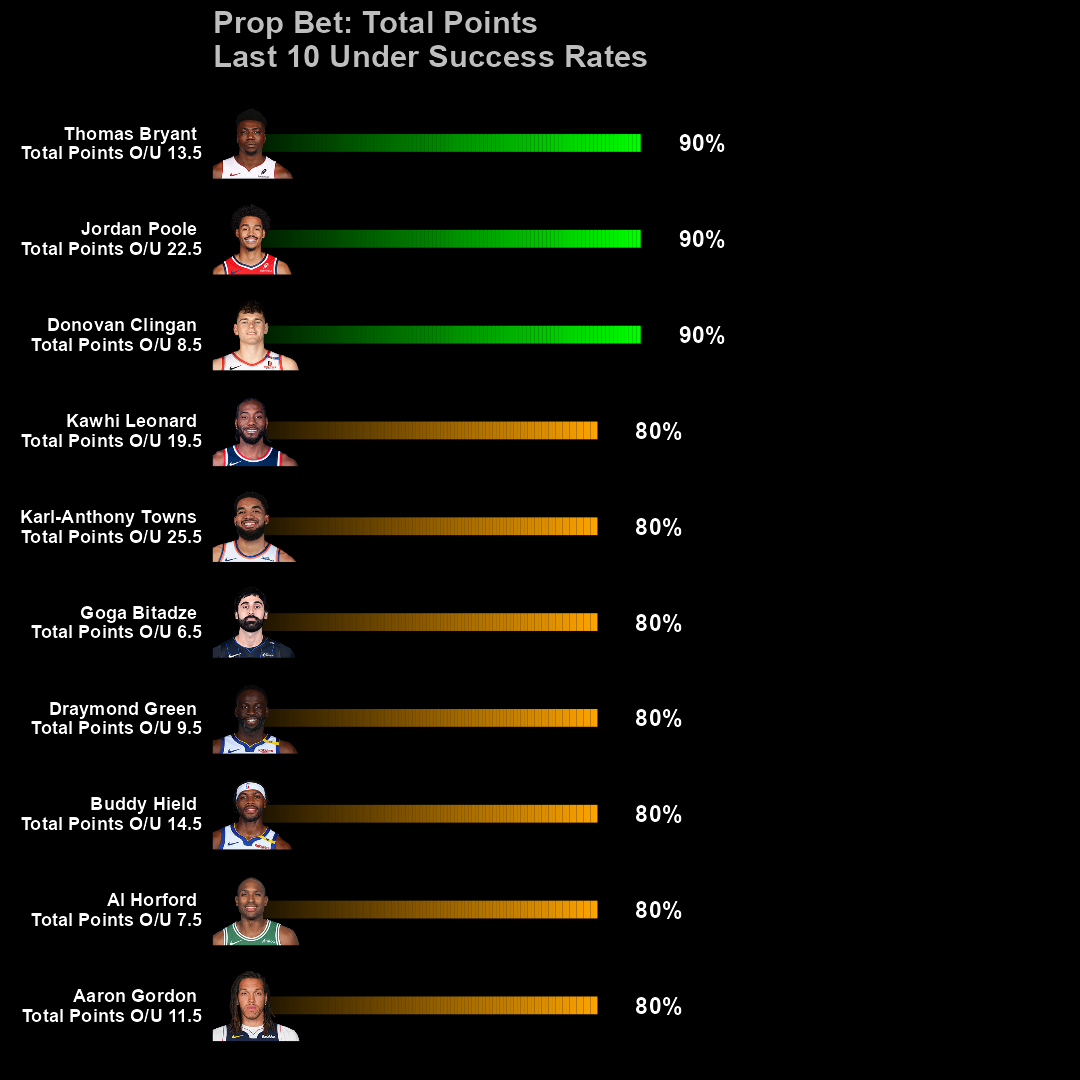 Prop Bet: Total Points
Last 10 Under Success Rates
Thomas Bryant
Total Points O/U 13.5
90%
Jordan Poole
Total Points O/U 22.5
90%
Donovan Clingan
Total Points O/U 8.5
90%
Kawhi Leonard
Total Points O/U 19.5
80%
Karl-Anthony Towns
Total Points O/U 25.5
80%
Goga Bitadze
Total Points O/U 6.5
80%
Draymond Green
Total Points O/U 9.5
80%
Buddy Hield
Total Points O/U 14.5
80%
Al Horford
Total Points O/U 7.5
80%
Aaron Gordon
Total Points O/U 11.5
80%